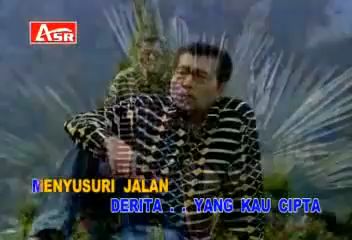 ASR
MENYUSURI JALAN
DERITA . . YANG KAU CIPTA